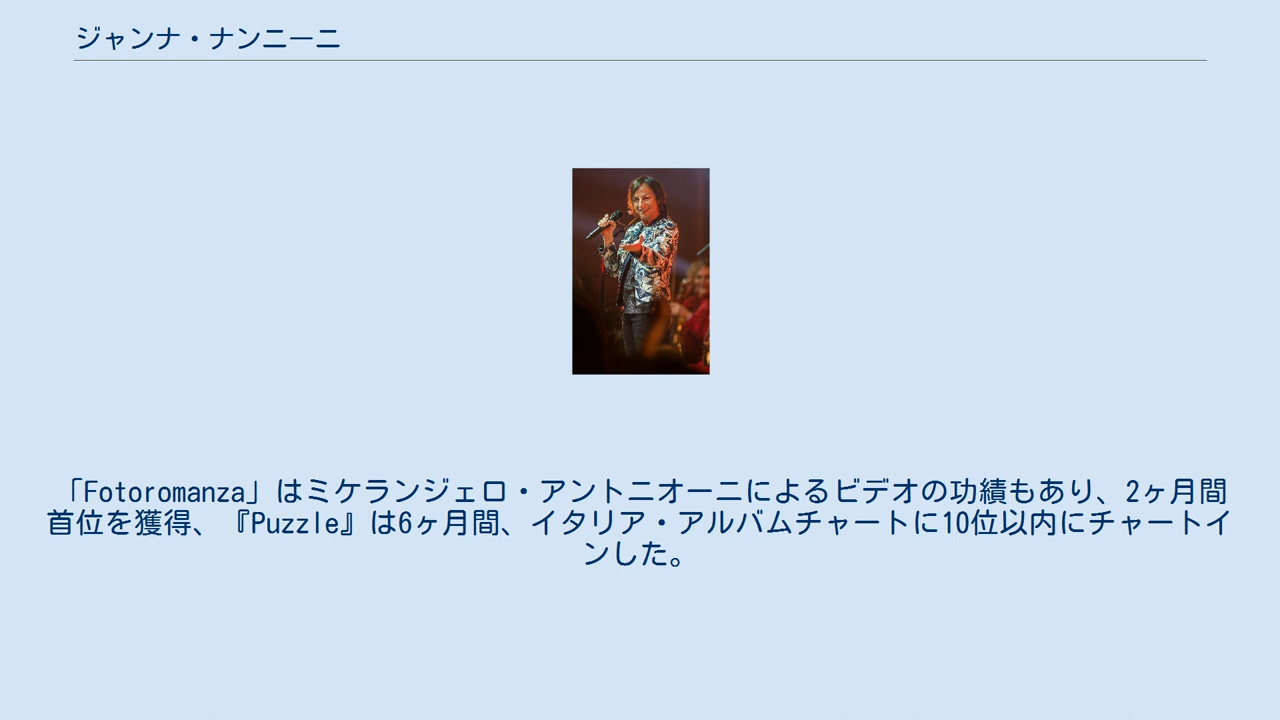 ジャンナ・ナンニーニ
「Fotoromanza」はミケランジェロ・アントニオーニによるビデオの功績もあり、2ヶ月間
首位を獲得、『Puzzle』は6ヶ月間、イタリア・アルバムチャートに10位以内にチャートイ
ンした。